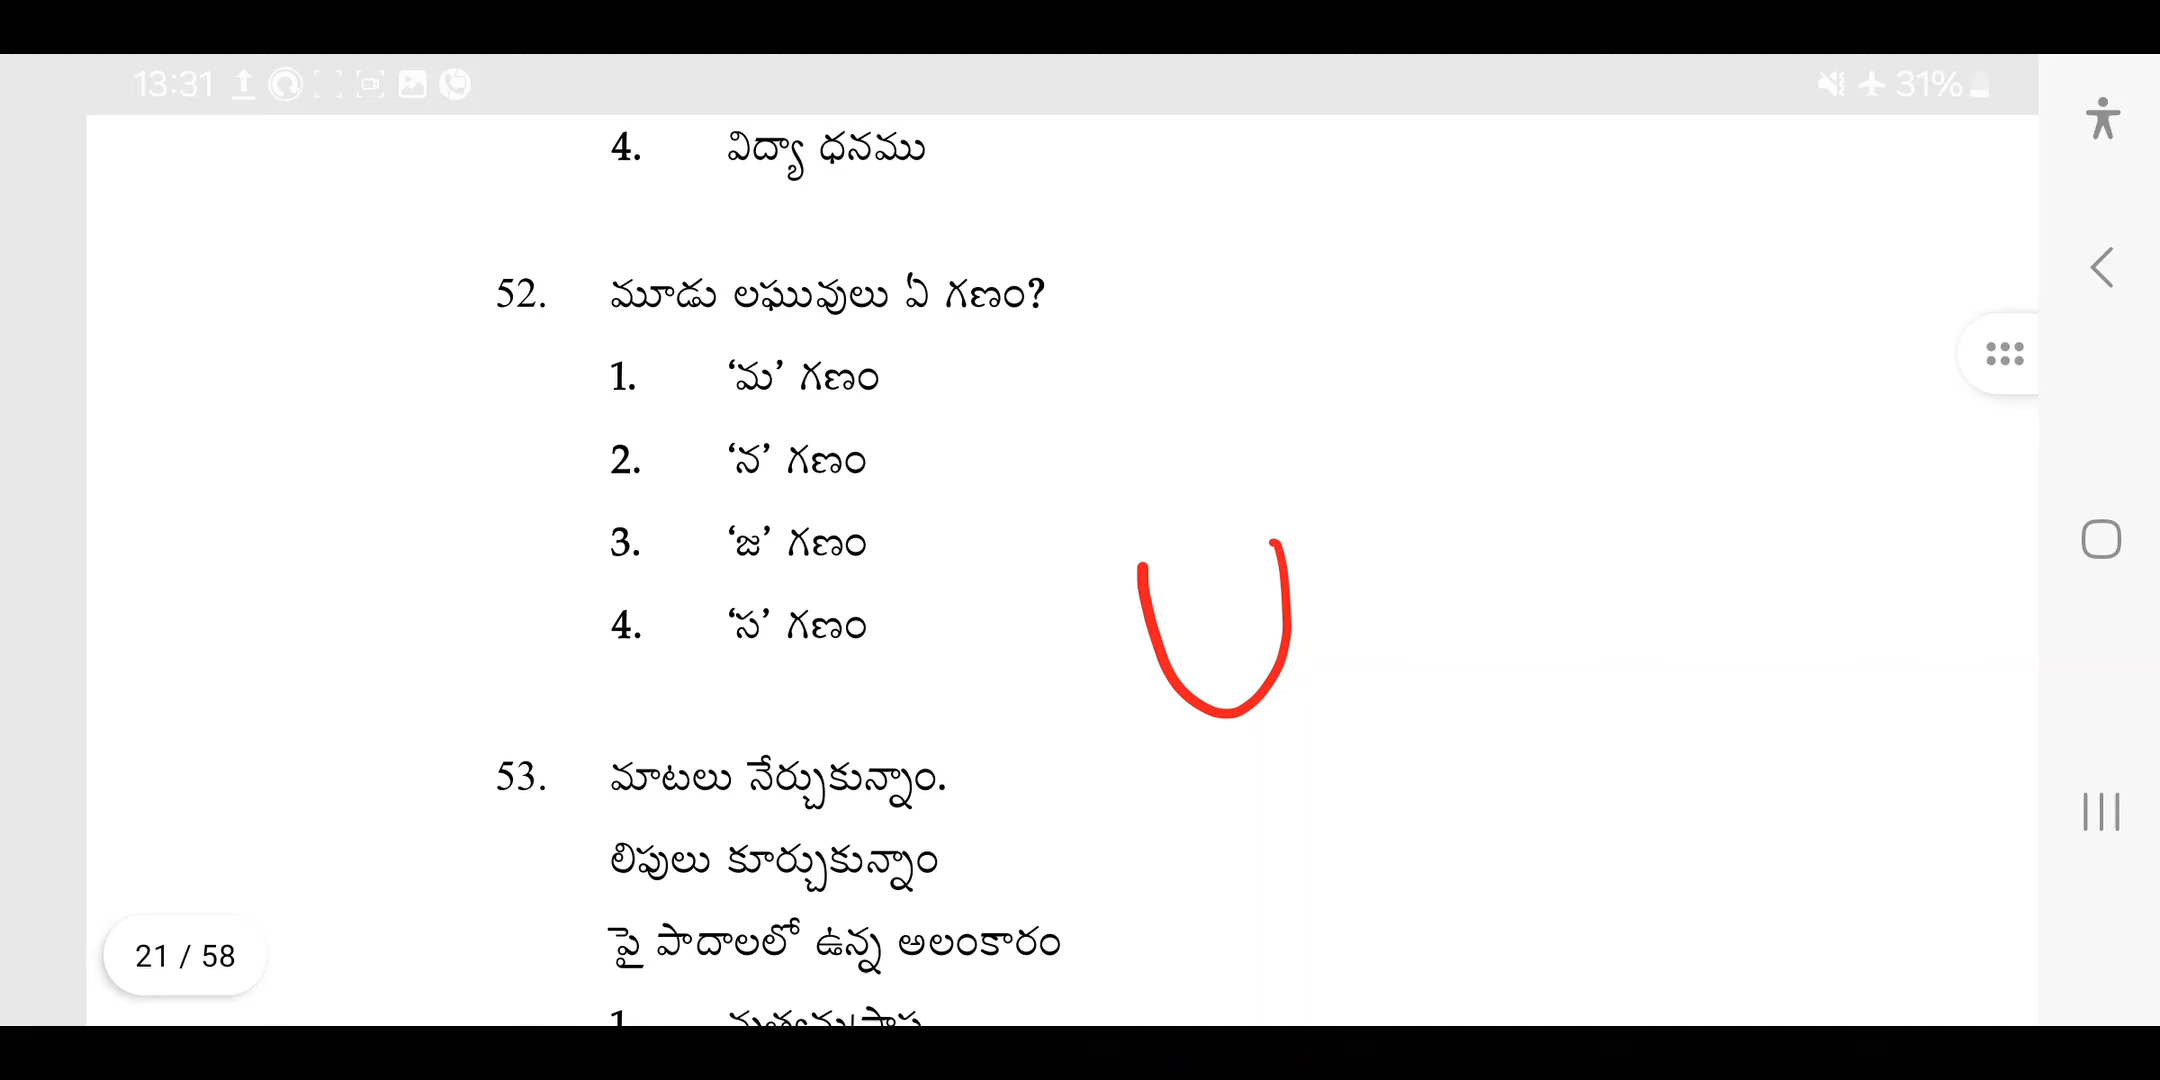 13:31 31%
4. విద్యా ధనము
52. మూడు లఘువులు ఏ గణం?
1. ‘మ’ గణం
2. ‘న’ గణం
3. ‘జ’ గణం
4. ‘స’ గణం
53. మాటలు నేర్చుకున్నాం.
లిపులు కూర్చుకున్నాం
పై పాదాలలో ఉన్న అలంకారం
21 / 58